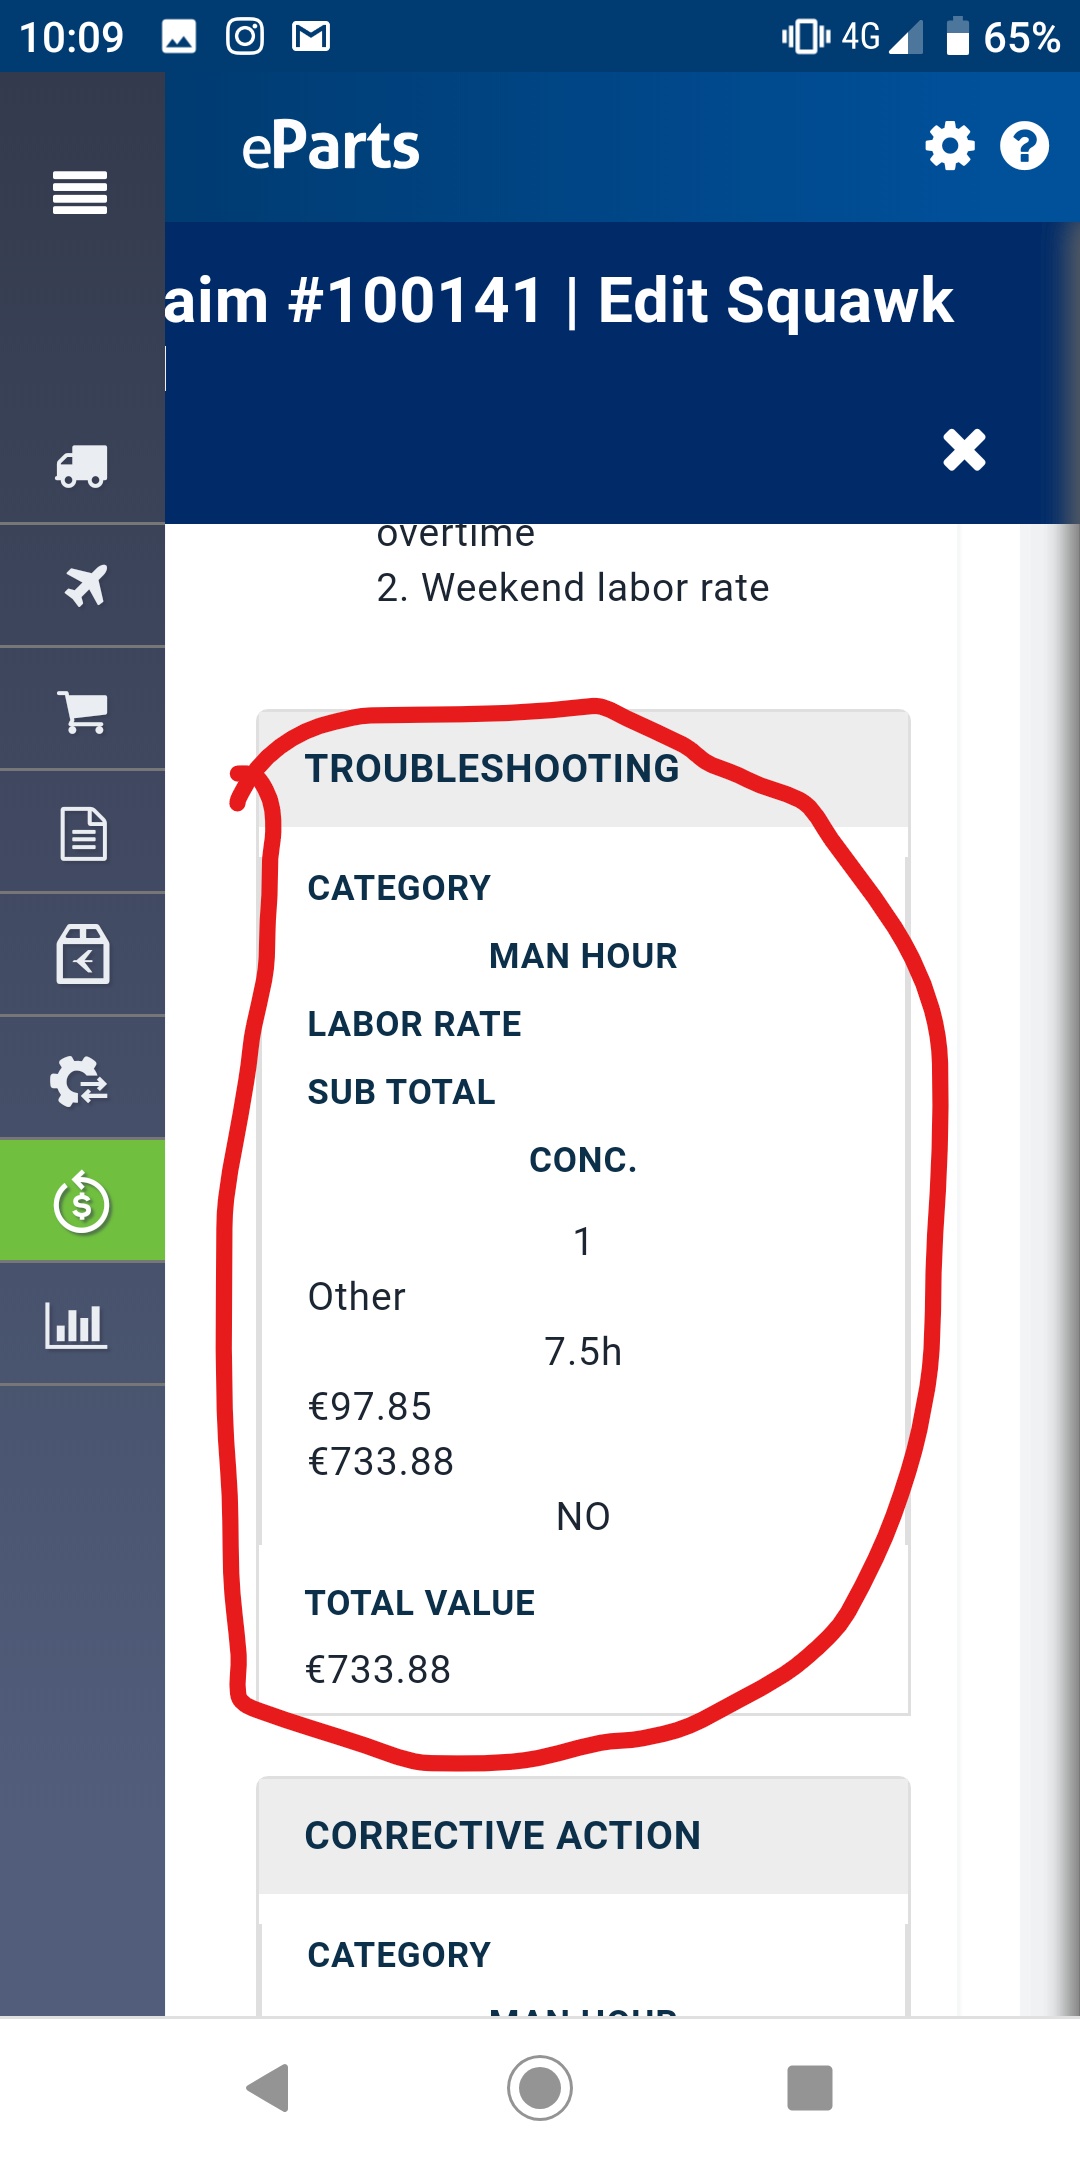 10:09 4G 65%
eParts
aim #100141 | Edit Squawk
overtime
2. Weekend labor rate
TROUBLESHOOTING
CATEGORY
MAN HOUR
LABOR RATE
SUB TOTAL
CONC.
1
Other
7.5h
€97.85
€733.88
NO
TOTAL VALUE
€733.88
CORRECTIVE ACTION
CATEGORY
MAN HOUR